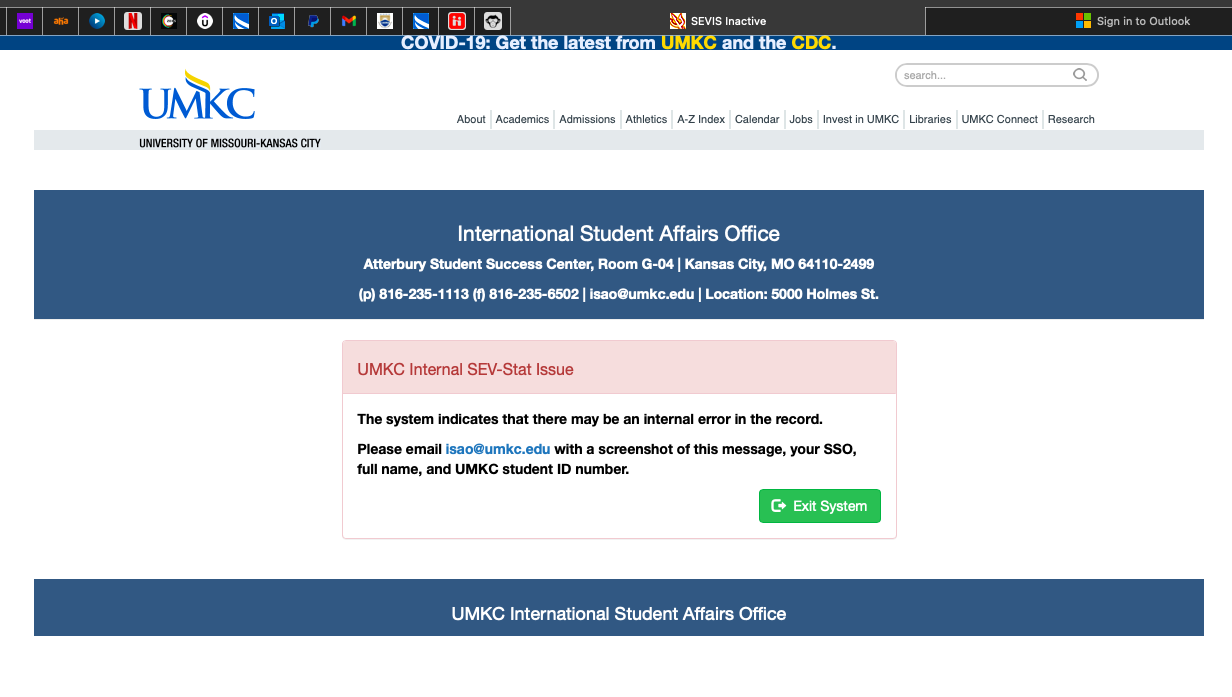 voot
aha
SEVIS Inactive
Sign in to Outlook
COVID-19: Get the latest from UMKC and the CDC.
search...
UMKC
About Academics Admissions Athletics A-Z Index Calendar Jobs Invest in UMKC Libraries UMKC Connect Research
UNIVERSITY OF MISSOURI-KANSAS CITY
International Student Affairs Office
Atterbury Student Success Center, Room G-04 | Kansas City, MO 64110-2499
(p) 816-235-1113 (f) 816-235-6502 | isao@umkc.edu | Location: 5000 Holmes St.
UMKC Internal SEV-Stat Issue
The system indicates that there may be an internal error in the record.
Please email isao@umkc.edu with a screenshot of this message, your SSO,
full name, and UMKC student ID number.
Exit System
UMKC International Student Affairs Office